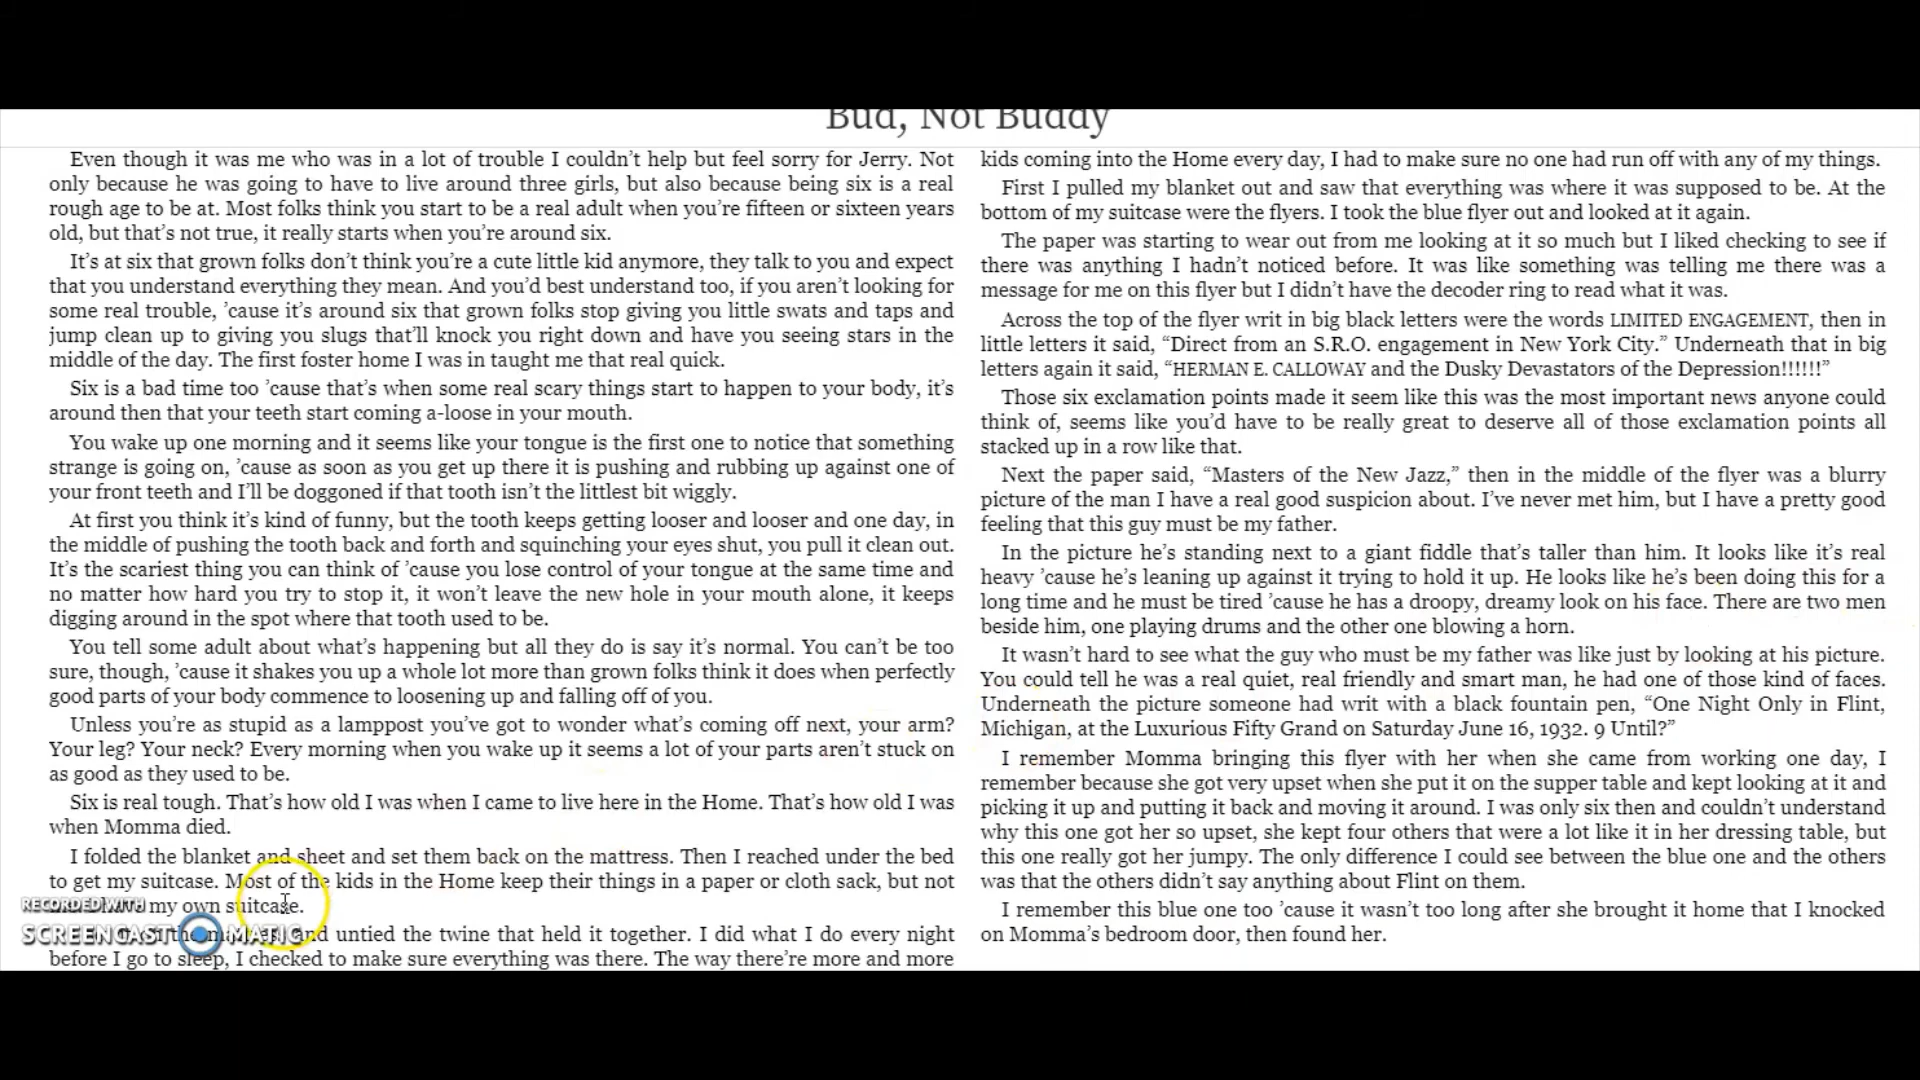 Bud, Not Buddy
Even though it was me who was in a lot of trouble I couldn’t help but feel sorry for Jerry. Not
only because he was going to have to live around three girls, but also because being six is a real
rough age to be at. Most folks think you start to be a real adult when you’re fifteen or sixteen years
old, but that’s not true, it really starts when you’re around six.
It’s at six that grown folks don’t think you’re a cute little kid anymore, they talk to you and expect
that you understand everything they mean. And you’d best understand too, if you aren’t looking for
some real trouble, ’cause it’s around six that grown folks stop giving you little swats and taps and
jump clean up to giving you slugs that’ll knock you right down and have you seeing stars in the
middle of the day. The first foster home I was in taught me that real quick.
Six is a bad time too ’cause that’s when some real scary things start to happen to your body, it’s
around then that your teeth start coming a-loose in your mouth.
You wake up one morning and it seems like your tongue is the first one to notice that something
strange is going on, ’cause as soon as you get up there it is pushing and rubbing up against one of
your front teeth and I’ll be doggoned if that tooth isn’t the littlest bit wiggly.
At first you think it’s kind of funny, but the tooth keeps getting looser and looser and one day, in
the middle of pushing the tooth back and forth and squinching your eyes shut, you pull it clean out.
It’s the scariest thing you can think of ’cause you lose control of your tongue at the same time and
no matter how hard you try to stop it, it won’t leave the new hole in your mouth alone, it keeps
digging around in the spot where that tooth used to be.
You tell some adult about what’s happening but all they do is say it’s normal. You can’t be too
sure, though, ’cause it shakes you up a whole lot more than grown folks think it does when perfectly
good parts of your body commence to loosening up and falling off of you.
Unless you’re as stupid as a lamppost you’ve got to wonder what’s coming off next, your arm?
Your leg? Your neck? Every morning when you wake up it seems a lot of your parts aren’t stuck on
as good as they used to be.
Six is real tough. That’s how old I was when I came to live here in the Home. That’s how old I was
when Momma died.
I folded the blanket and sheet and set them back on the mattress. Then I reached under the bed
to get my suitcase. Most of the kids in the Home keep their things in a paper or cloth sack, but not
my own suitcase.
and untied the twine that held it together. I did what I do every night
before I go to sleep, I checked to make sure everything was there. The way there’re more and more
RECORDED WITH
SCREENCAST MATIC
kids coming into the Home every day, I had to make sure no one had run off with any of my things.
First I pulled my blanket out and saw that everything was where it was supposed to be. At the
bottom of my suitcase were the flyers. I took the blue flyer out and looked at it again.
The paper was starting to wear out from me looking at it so much but I liked checking to see if
there was anything I hadn’t noticed before. It was like something was telling me there was a
message for me on this flyer but I didn’t have the decoder ring to read what it was.
Across the top of the flyer writ in big black letters were the words LIMITED ENGAGEMENT, then in
little letters it said, “Direct from an S.R.O. engagement in New York City.” Underneath that in big
letters again it said, “HERMAN E. CALLOWAY and the Dusky Devastators of the Depression!!!!!!”
Those six exclamation points made it seem like this was the most important news anyone could
think of, seems like you’d have to be really great to deserve all of those exclamation points all
stacked up in a row like that.
Next the paper said, “Masters of the New Jazz,” then in the middle of the flyer was a blurry
picture of the man I have a real good suspicion about. I’ve never met him, but I have a pretty good
feeling that this guy must be my father.
In the picture he’s standing next to a giant fiddle that’s taller than him. It looks like it’s real
heavy ’cause he’s leaning up against it trying to hold it up. He looks like he’s been doing this for a
long time and he must be tired ’cause he has a droopy, dreamy look on his face. There are two men
beside him, one playing drums and the other one blowing a horn.
It wasn’t hard to see what the guy who must be my father was like just by looking at his picture.
You could tell he was a real quiet, real friendly and smart man, he had one of those kind of faces.
Underneath the picture someone had writ with a black fountain pen, “One Night Only in Flint,
Michigan, at the Luxurious Fifty Grand on Saturday June 16, 1932. 9 Until?”
I remember Momma bringing this flyer with her when she came from working one day, I
remember because she got very upset when she put it on the supper table and kept looking at it and
picking it up and putting it back and moving it around. I was only six then and couldn’t understand
why this one got her so upset, she kept four others that were a lot like it in her dressing table, but
this one really got her jumpy. The only difference I could see between the blue one and the others
was that the others didn’t say anything about Flint on them.
I remember this blue one too ’cause it wasn’t too long after she brought it home that I knocked
on Momma’s bedroom door, then found her.